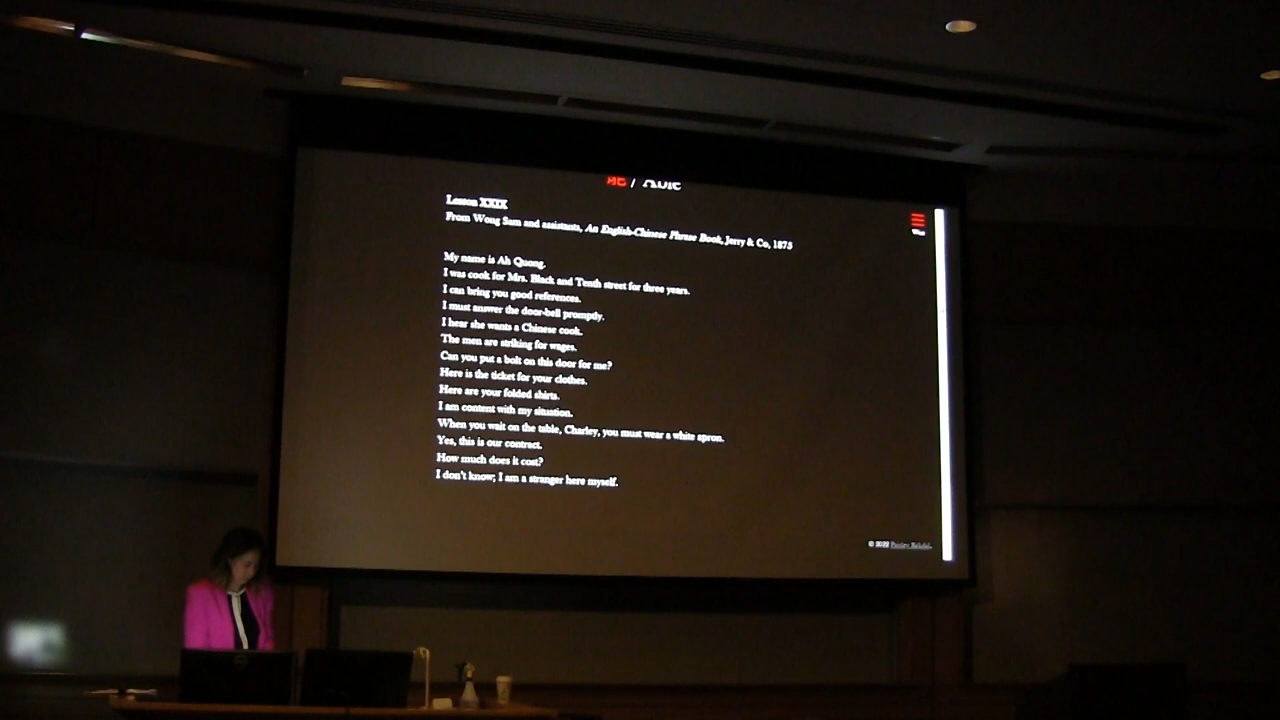 能 / Able
Lesson XXIX
From Wong Sam and assistants, An English-Chinese Phrase Book, Jerry & Co, 1875
My name is Ah Quong.
I was cook for Mrs. Black and Tenth street for three years.
I can bring you good references.
I must answer the door-bell promptly.
I hear she wants a Chinese cook.
The men are striking for wages.
Can you put a bolt on this door for me?
Here is the ticket for your clothes.
Here are your folded shirts.
I am content with my situation.
When you wait on the table, Charley, you must wear a white apron.
Yes, this is our contract.
How much does it cost?
I don't know; I am a stranger here myself.
© 2022